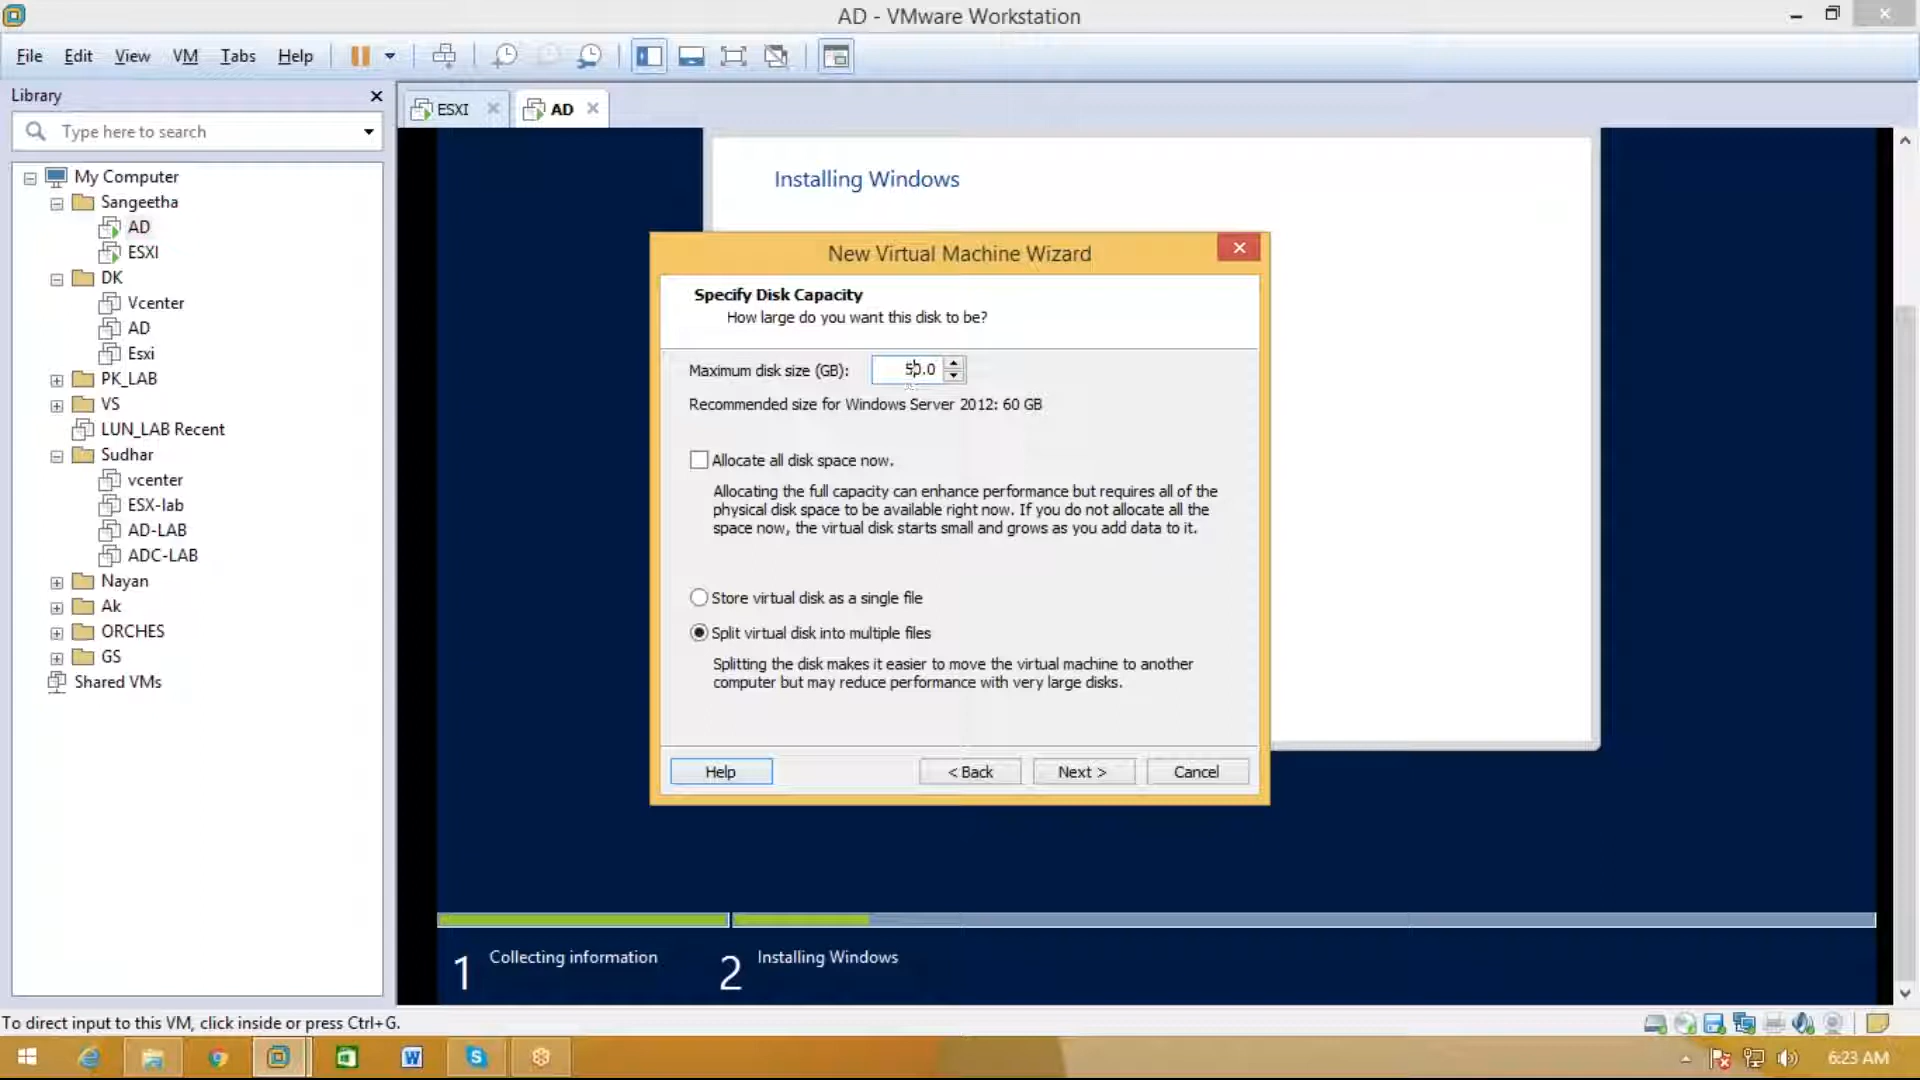 AD - VMware Workstation
File Edit View VM Tabs Help
Library
Type here to search
My Computer
Sangeetha
AD
ESXI
DK
Vcenter
AD
Esxi
PK_LAB
VS
LUN_LAB Recent
Sudhar
vcenter
ESX-lab
AD-LAB
ADC-LAB
Nayan
Ak
ORCHES
GS
Shared VMs
ESXI
AD
Installing Windows
New Virtual Machine Wizard
Specify Disk Capacity
How large do you want this disk to be?
Maximum disk size (GB): 50.0
Recommended size for Windows Server 2012: 60 GB
Allocate all disk space now.
Allocating the full capacity can enhance performance but requires all of the
physical disk space to be available right now. If you do not allocate all the
space now, the virtual disk starts small and grows as you add data to it.
Store virtual disk as a single file
Split virtual disk into multiple files
Splitting the disk makes it easier to move the virtual machine to another
computer but may reduce performance with very large disks.
Help < Back Next > Cancel
1 Collecting information 2 Installing Windows
To direct input to this VM, click inside or press Ctrl+G.
6:23 AM